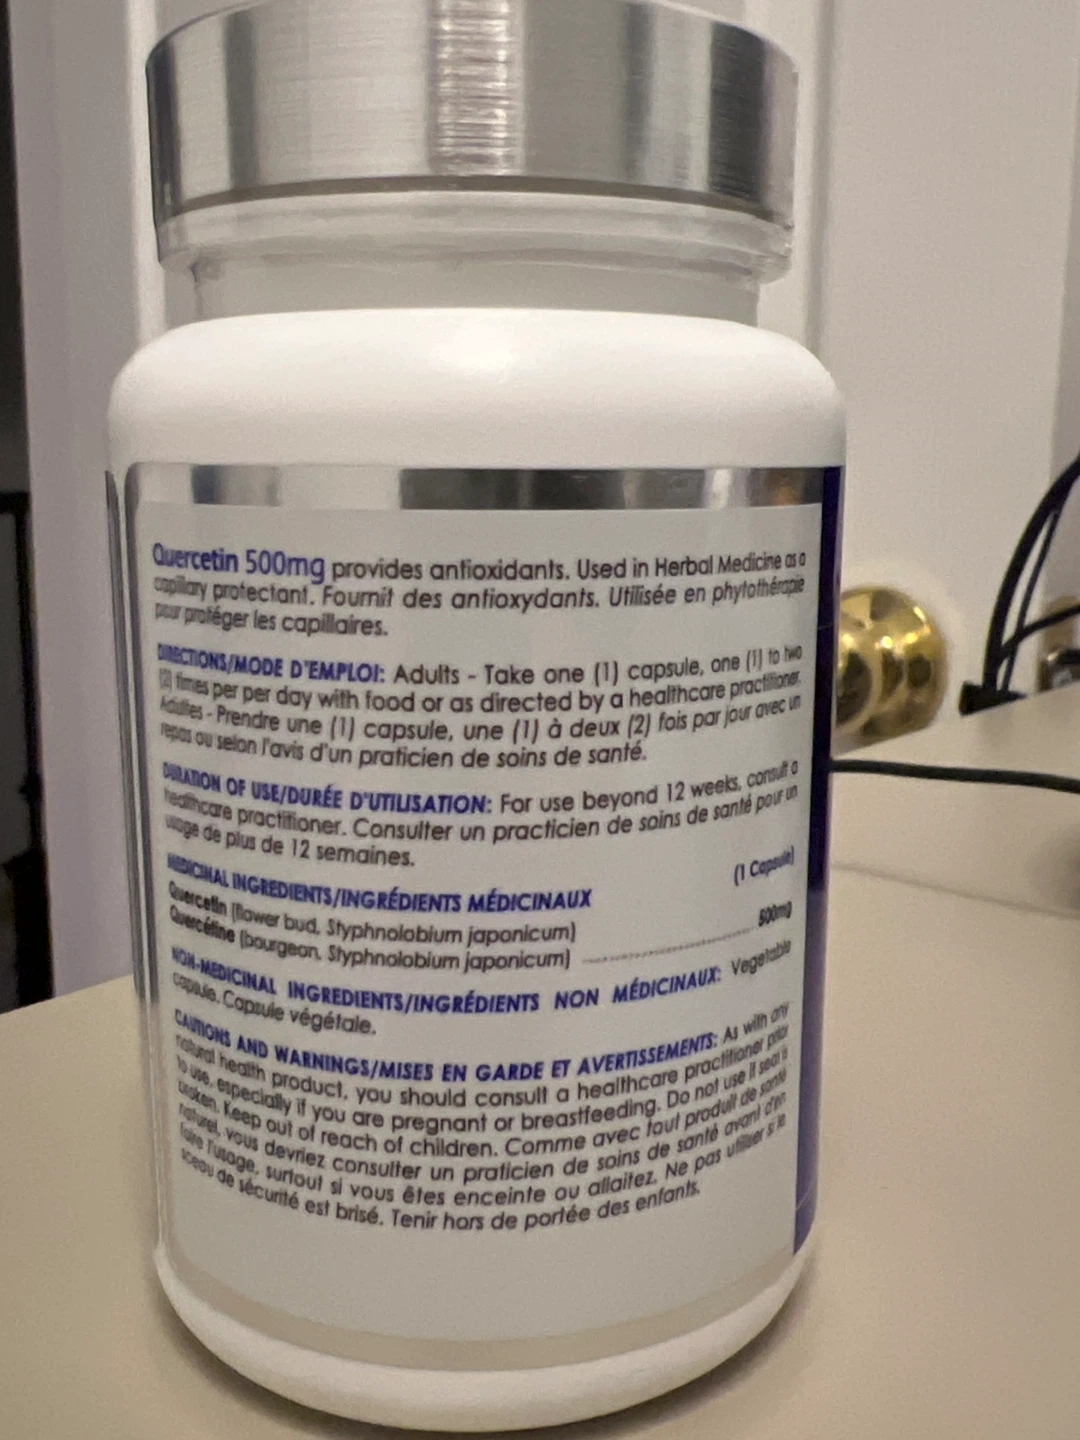 Quercetin 500mg provides antioxidants. Used in Herbal Medicine as a
capillary protectant. Fournit des antioxydants. Utilisée en phytothérapie
pour protéger les capillaires.
DIRECTIONS/MODE D'EMPLOI: Adults - Take one (1) capsule, one (1) to two
(2) times per per day with food or as directed by a healthcare practitioner.
Adultes - Prendre une (1) capsule, une (1) à deux (2) fois par jour avec un
repas ou selon l'avis d'un praticien de soins de santé.
DURATION OF USE/DURÉE D'UTILISATION: For use beyond 12 weeks, consult a
healthcare practitioner. Consulter un practicien de soins de santé pour un
usage de plus de 12 semaines.
MEDICINAL INGREDIENTS/INGRÉDIENTS MÉDICINAUX (1 Capsule)
Quercetin (flower bud, Styphnolobium japonicum)
Quercétine (bourgeon, Styphnolobium japonicum) ........................ 500mg
NON-MEDICINAL INGREDIENTS/INGRÉDIENTS NON MÉDICINAUX: Vegetable
capsule. Capsule végétale.
CAUTIONS AND WARNINGS/MISES EN GARDE ET AVERTISSEMENTS: As with any
natural health product, you should consult a healthcare practitioner prior
to use, especially if you are pregnant or breastfeeding. Do not use if seal is
broken. Keep out of reach of children. Comme avec tout produit de santé
naturel, vous devriez consulter un praticien de soins de santé avant d'en
faire l'usage, surtout si vous êtes enceinte ou allaitez. Ne pas utiliser si le
sceau de sécurité est brisé. Tenir hors de portée des enfants.